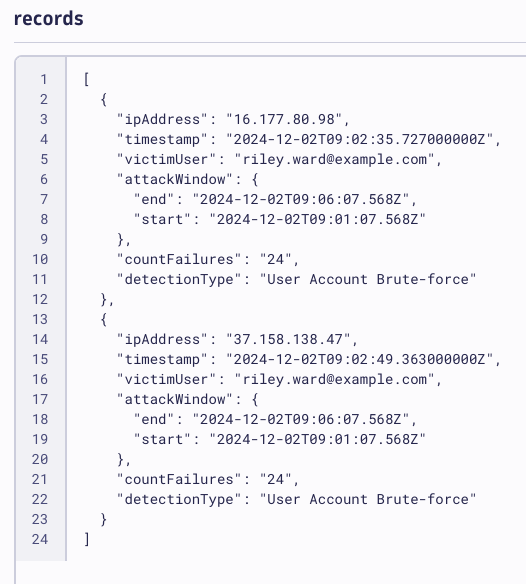 records
1 [
2   {
3     "ipAddress": "16.177.80.98",
4     "timestamp": "2024-12-02T09:02:35.727000000Z",
5     "victimUser": "riley.ward@example.com",
6     "attackWindow": {
7       "end": "2024-12-02T09:06:07.568Z",
8       "start": "2024-12-02T09:01:07.568Z"
9     },
10     "countFailures": "24",
11     "detectionType": "User Account Brute-force"
12   },
13   {
14     "ipAddress": "37.158.138.47",
15     "timestamp": "2024-12-02T09:02:49.363000000Z",
16     "victimUser": "riley.ward@example.com",
17     "attackWindow": {
18       "end": "2024-12-02T09:06:07.568Z",
19       "start": "2024-12-02T09:01:07.568Z"
20     },
21     "countFailures": "24",
22     "detectionType": "User Account Brute-force"
23   }
24 ]